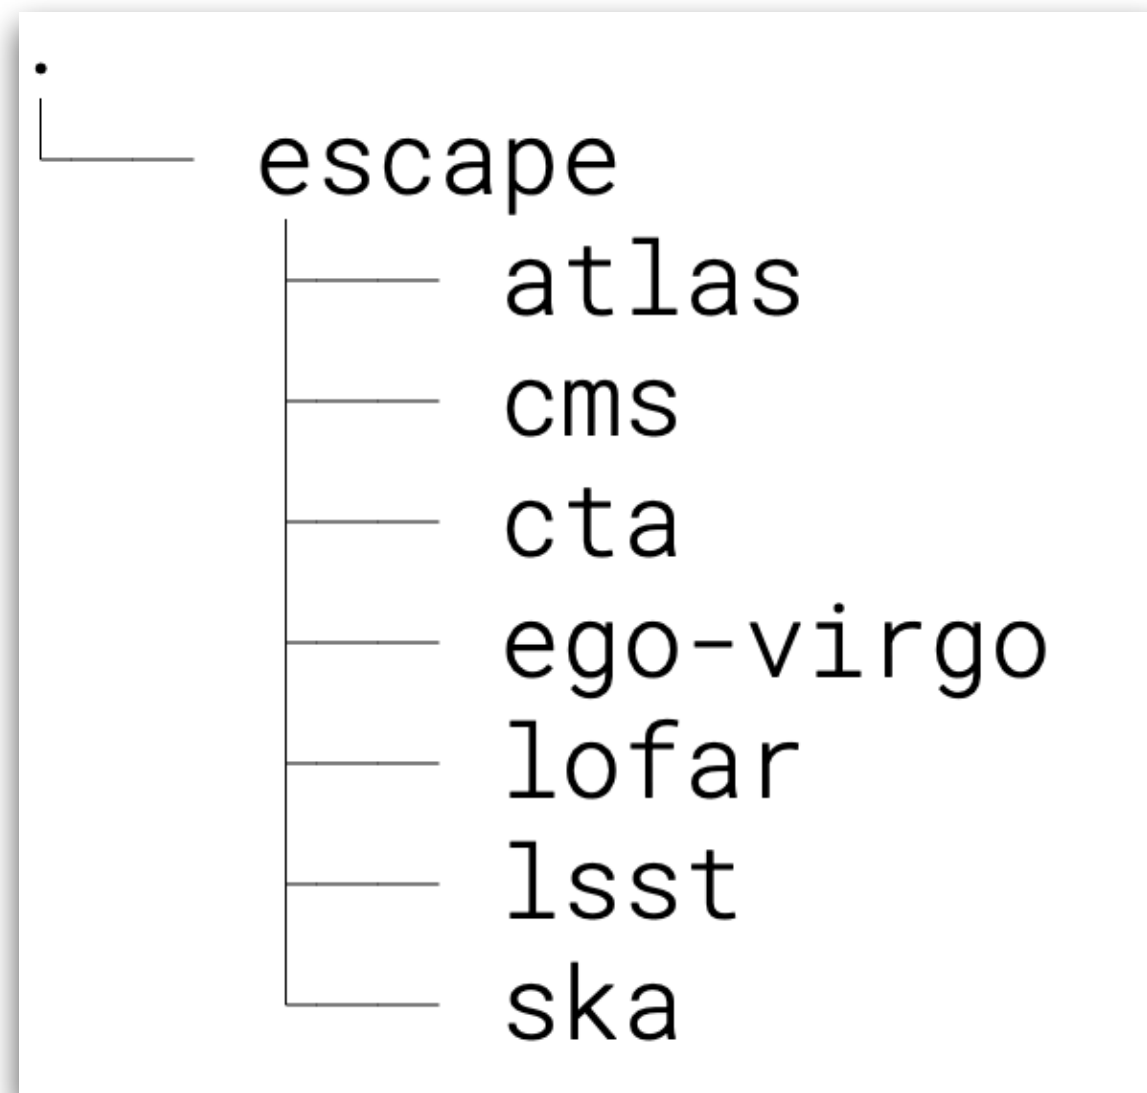 .
└── escape
    ├── atlas
    ├── cms
    ├── cta
    ├── ego-virgo
    ├── lofar
    ├── lsst
    └── ska